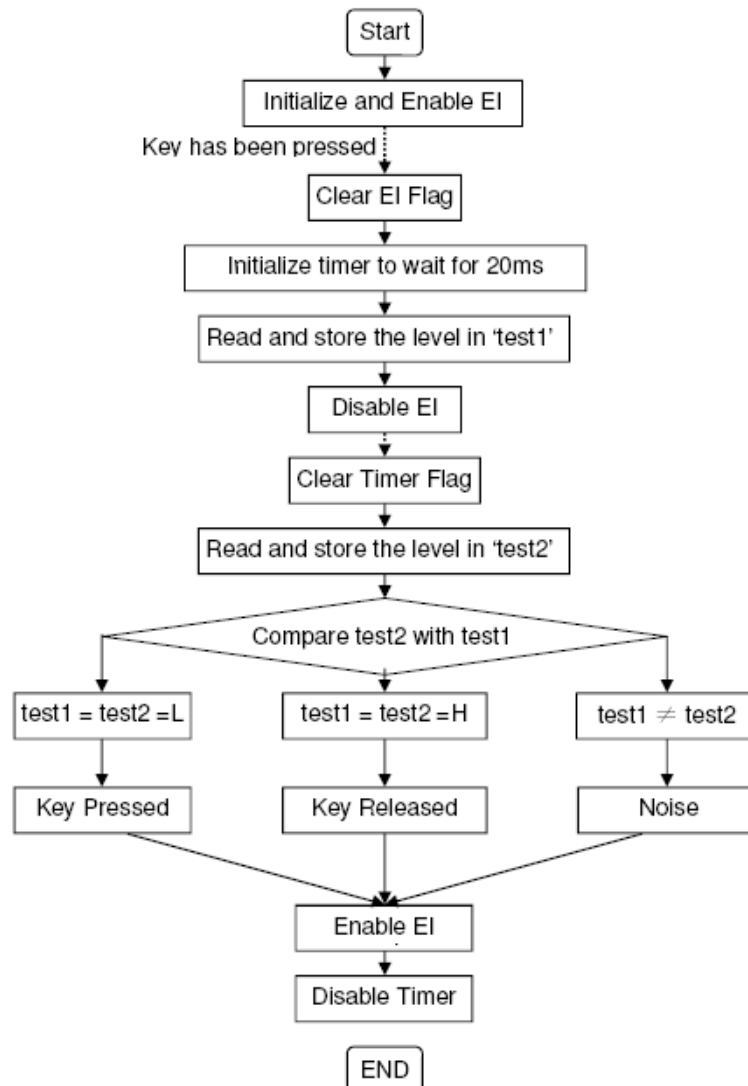 Start
Initialize and Enable EI
Key has been pressed
Clear EI Flag
Initialize timer to wait for 20ms
Read and store the level in ‘test1’
Disable EI
Clear Timer Flag
Read and store the level in ‘test2’
Compare test2 with test1
test1 = test2 =L
test1 = test2 =H
test1 ≠ test2
Key Pressed
Key Released
Noise
Enable EI
Disable Timer
END